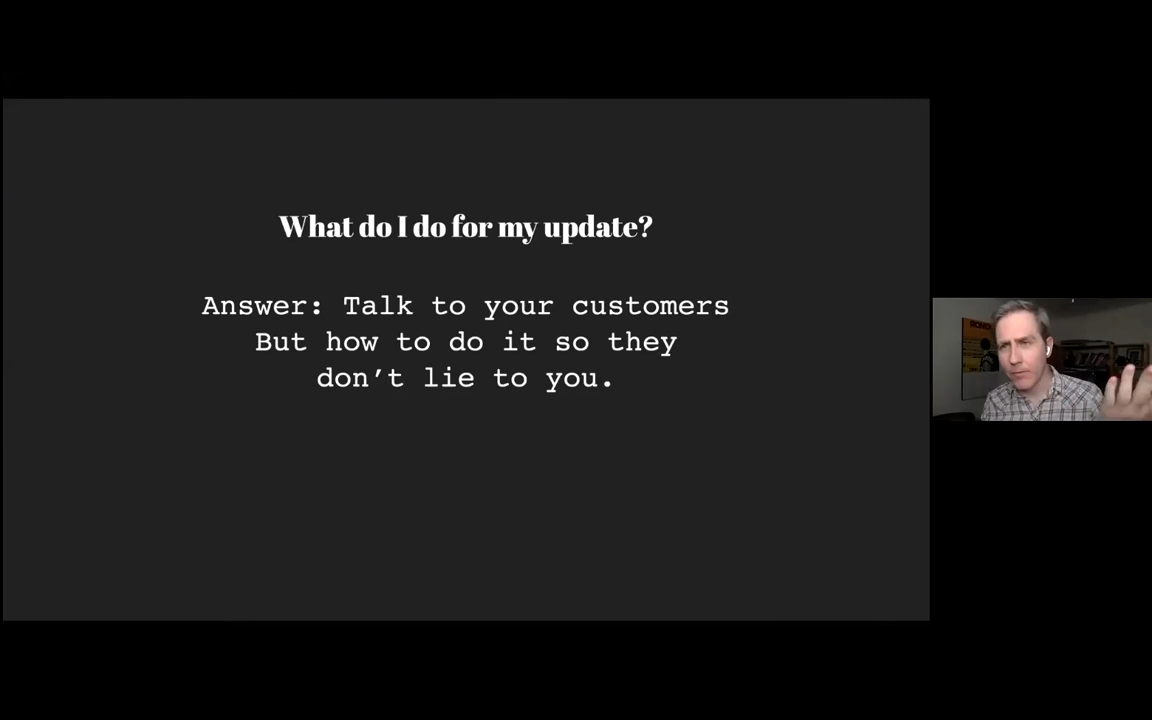 What do I do for my update?
Answer: Talk to your customers
But how to do it so they
don’t lie to you.